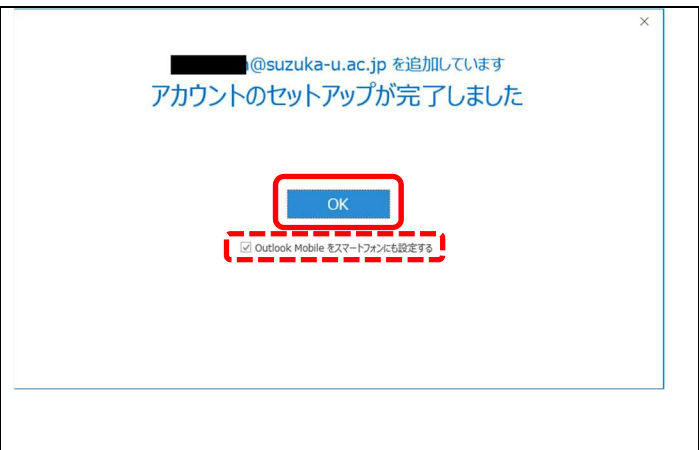 @suzuka-u.ac.jp を追加しています
アカウントのセットアップが完了しました
OK
Outlook Mobile をスマートフォンにも設定する